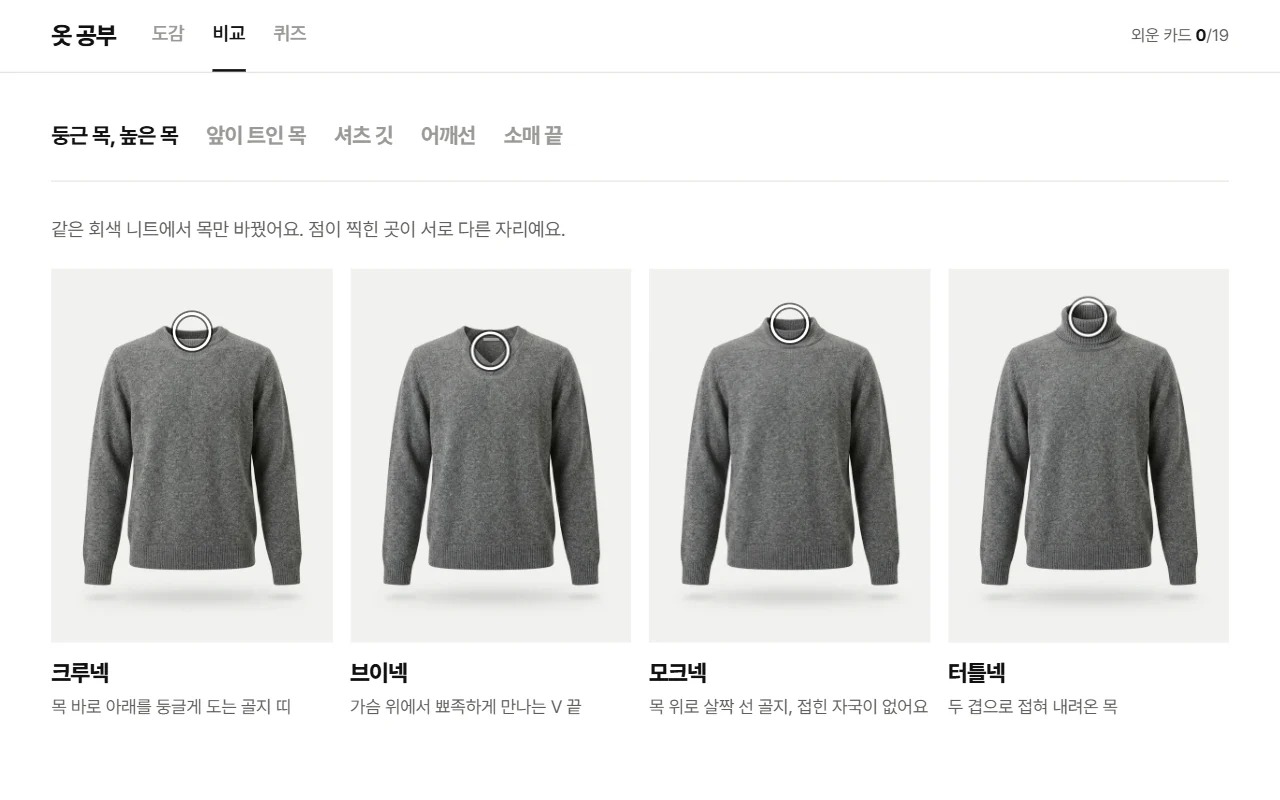 옷 공부
도감
비교
퀴즈
외운 카드 0/19
둥근 목, 높은 목
앞이 트인 목
셔츠 깃
어깨선
소매 끝
같은 회색 니트에서 목만 바꿨어요. 점이 찍힌 곳이 서로 다른 자리예요.
크루넥
목 바로 아래를 둥글게 도는 골지 띠
브이넥
가슴 위에서 뾰족하게 만나는 V 끝
모크넥
목 위로 살짝 선 골지, 접힌 자국이 없어요
터틀넥
두 겹으로 접혀 내려온 목